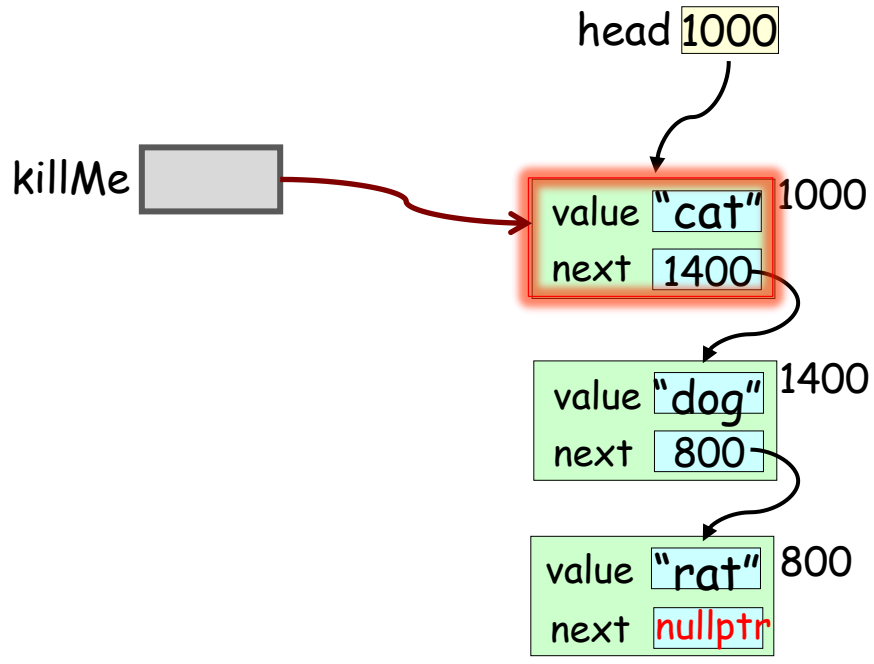 head 1000
killMe
1000
value "cat"
next 1400
1400
value "dog"
next 800
800
value "rat"
next nullptr